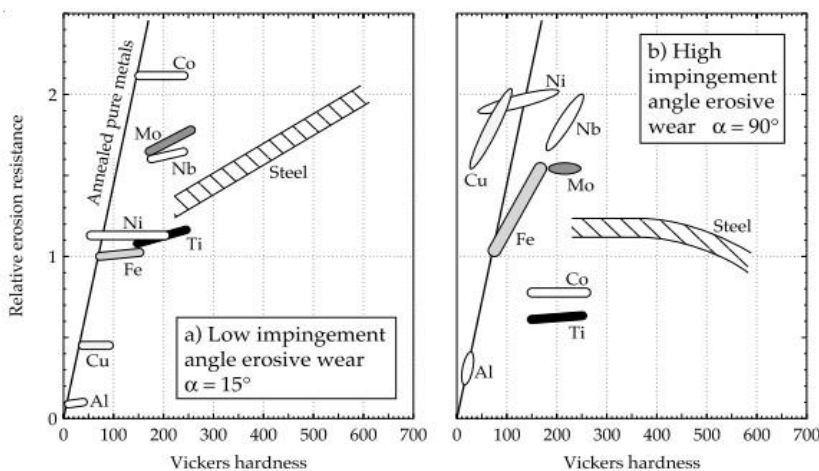 Relative erosion resistance
2
1
0
Annealed pure metals
Co
Mo
Nb
Steel
Ni
Ti
Fe
Cu
Al
a) Low impingement
angle erosive wear
α = 15°
0 100 200 300 400 500 600 700
Vickers hardness
b) High
impingement
angle erosive
wear α = 90°
Ni
Nb
Cu
Mo
Fe
Steel
Co
Ti
Al
0 100 200 300 400 500 600 700
Vickers hardness